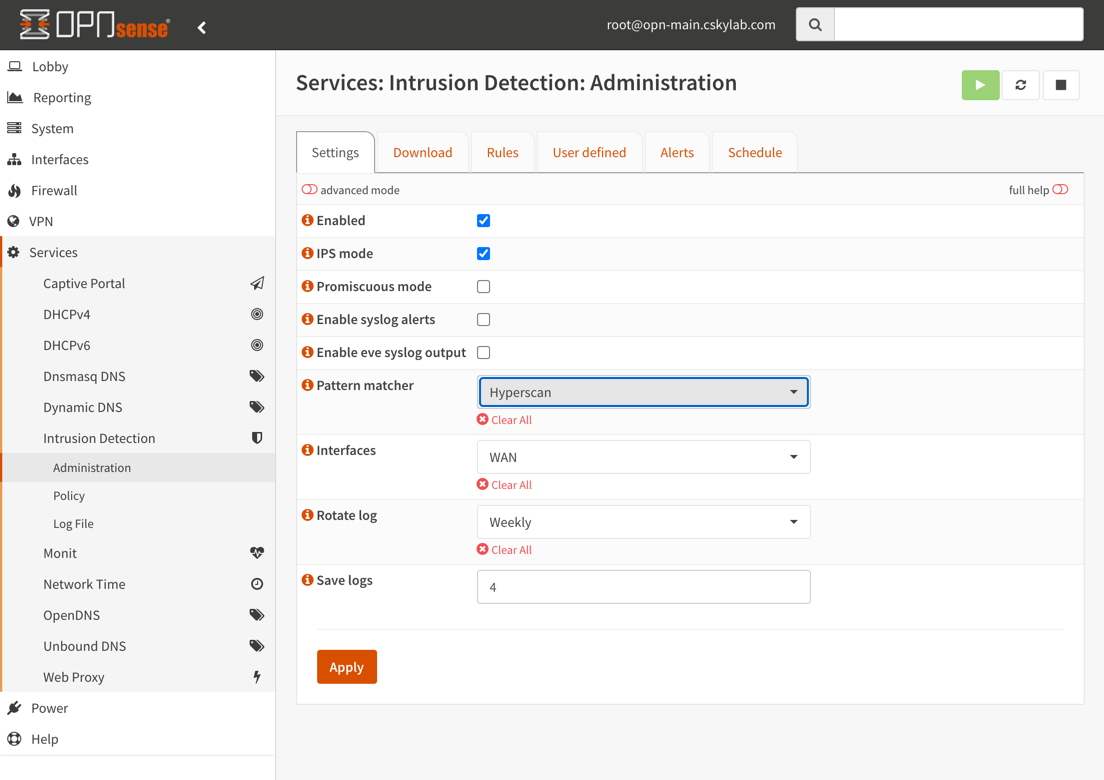 OPNsense
root@opn-main.cskylab.com
Lobby
Reporting
System
Interfaces
Firewall
VPN
Services
Captive Portal
DHCPv4
DHCPv6
Dnsmasq DNS
Dynamic DNS
Intrusion Detection
Administration
Policy
Log File
Monit
Network Time
OpenDNS
Unbound DNS
Web Proxy
Power
Help
Services: Intrusion Detection: Administration
Settings Download Rules User defined Alerts Schedule
advanced mode full help
Enabled
IPS mode
Promiscuous mode
Enable syslog alerts
Enable eve syslog output
Pattern matcher Hyperscan
Clear All
Interfaces WAN
Clear All
Rotate log Weekly
Clear All
Save logs 4
Apply